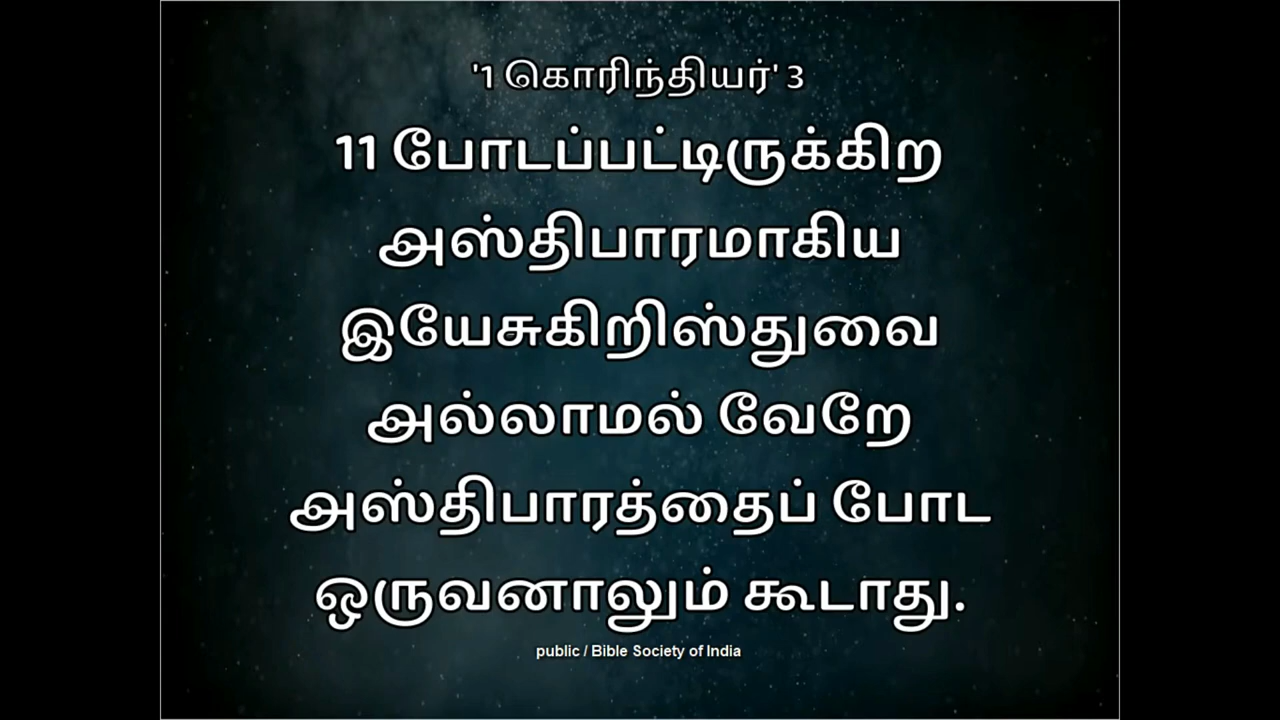 '1 கொரிந்தியர்' 3
11 போடப்பட்டிருக்கிற
அஸ்திபாரமாகிய
இயேசுகிறிஸ்துவை
அல்லாமல் வேறே
அஸ்திபாரத்தைப் போட
ஒருவனாலும் கூடாது.
public / Bible Society of India